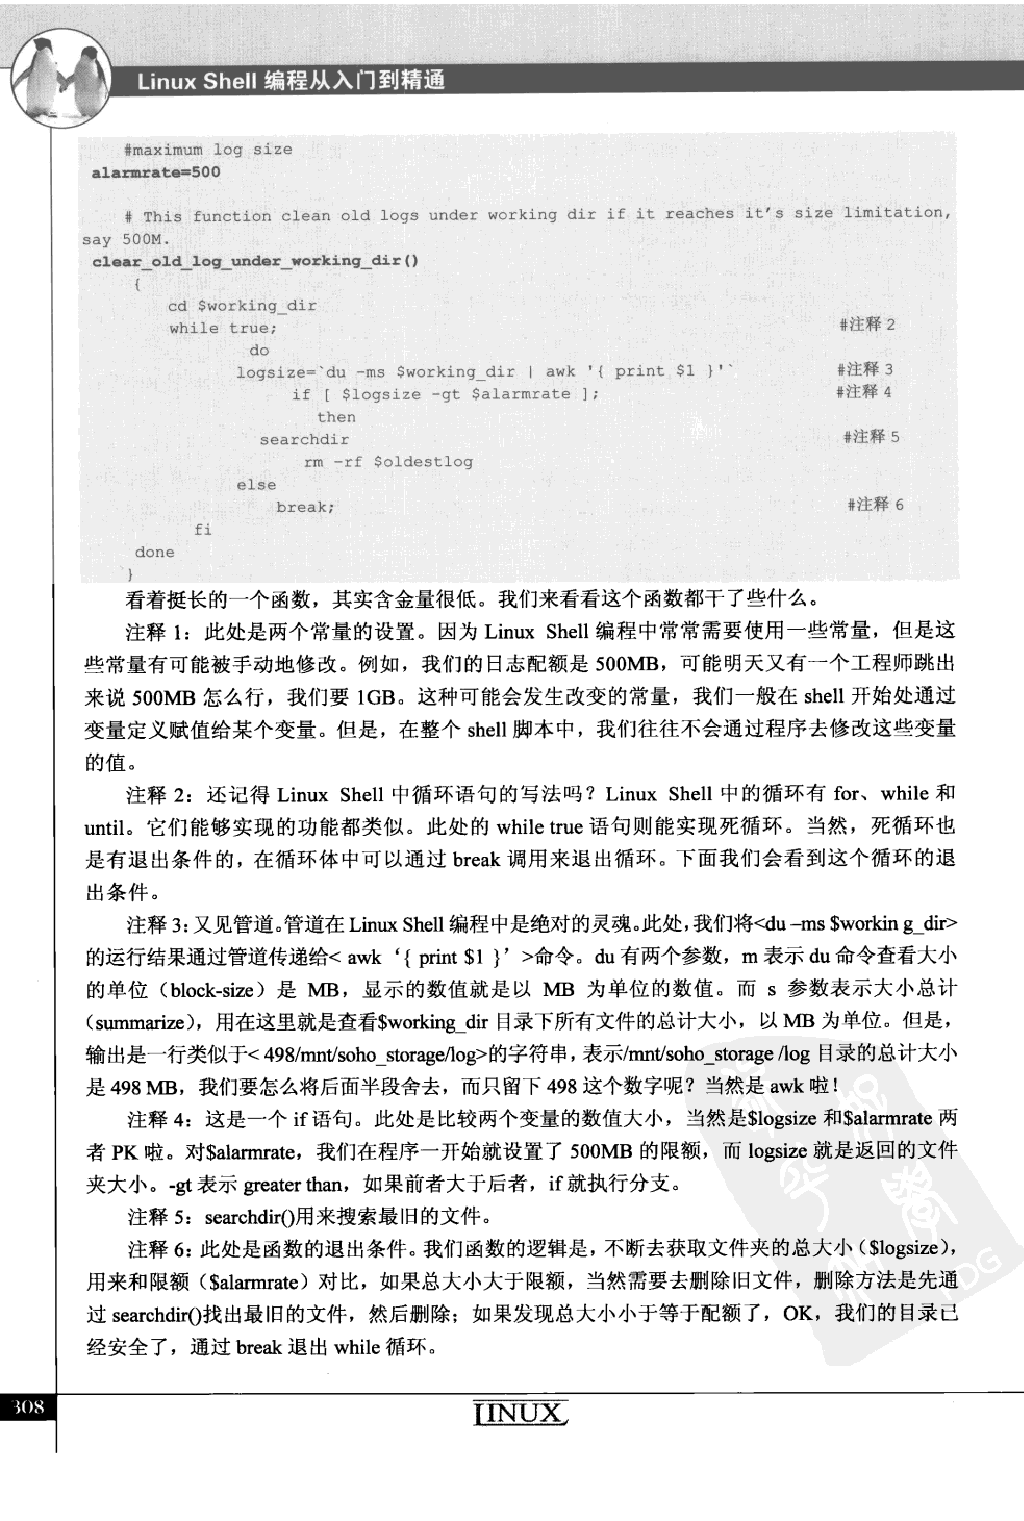 Linux Shell 编程从入门到精通
#maximum log size
alarmrate=500
# This function clean old logs under working dir if it reaches it's size limitation,
say 500M.
clear_old_log_under_working_dir()
{
cd $working_dir
while true; #注释 2
do
logsize=`du -ms $working_dir | awk '{ print $1 }'` #注释 3
if [ $logsize -gt $alarmrate ]; #注释 4
then
searchdir #注释 5
rm -rf $oldestlog
else
break; #注释 6
fi
done
}
看着挺长的一个函数，其实含金量很低。我们来看看这个函数都干了些什么。
注释 1：此处是两个常量的设置。因为 Linux Shell 编程中常常需要使用一些常量，但是这
些常量有可能被手动地修改。例如，我们的日志配额是 500MB，可能明天又有一个工程师跳出
来说 500MB 怎么行，我们要 1GB。这种可能会发生改变的常量，我们一般在 shell 开始处通过
变量定义赋值给某个变量。但是，在整个 shell 脚本中，我们往往不会通过程序去修改这些变量
的值。
注释 2：还记得 Linux Shell 中循环语句的写法吗？Linux Shell 中的循环有 for、while 和
until。它们能够实现的功能都类似。此处的 while true 语句则能实现死循环。当然，死循环也
是有退出条件的，在循环体中可以通过 break 调用来退出循环。下面我们会看到这个循环的退
出条件。
注释 3：又见管道。管道在 Linux Shell 编程中是绝对的灵魂。此处，我们将<du –ms $workin g_dir>
的运行结果通过管道传递给< awk ‘{ print $1 }’ >命令。du 有两个参数，m 表示 du 命令查看大小
的单位（block-size）是 MB，显示的数值就是以 MB 为单位的数值。而 s 参数表示大小总计
（summarize），用在这里就是查看$working_dir 目录下所有文件的总计大小，以 MB 为单位。但是，
输出是一行类似于< 498/mnt/soho_storage/log>的字符串，表示/mnt/soho_storage /log 目录的总计大小
是 498 MB，我们要怎么将后面半段舍去，而只留下 498 这个数字呢？当然是 awk 啦！
注释 4：这是一个 if 语句。此处是比较两个变量的数值大小，当然是$logsize 和$alarmrate 两
者 PK 啦。对$alarmrate，我们在程序一开始就设置了 500MB 的限额，而 logsize 就是返回的文件
夹大小。-gt 表示 greater than，如果前者大于后者，if 就执行分支。
注释 5：searchdir()用来搜索最旧的文件。
注释 6：此处是函数的退出条件。我们函数的逻辑是，不断去获取文件夹的总大小（$logsize），
用来和限额（$alarmrate）对比，如果总大小大于限额，当然需要去删除旧文件，删除方法是先通
过 searchdir()找出最旧的文件，然后删除；如果发现总大小小于等于配额了，OK，我们的目录已
经安全了，通过 break 退出 while 循环。
308
LINUX